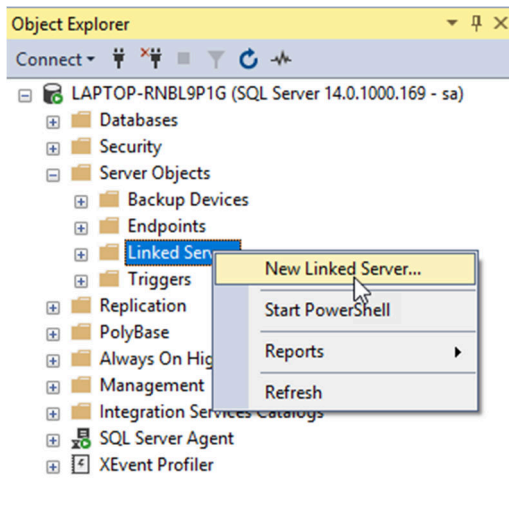 Object Explorer
Connect
LAPTOP-RNBL9P1G (SQL Server 14.0.1000.169 - sa)
Databases
Security
Server Objects
Backup Devices
Endpoints
Linked Ser
New Linked Server...
Triggers
Start PowerShell
Replication
PolyBase
Reports
Always On Hig
Management
Refresh
Integration Services Catalogs
SQL Server Agent
XEvent Profiler